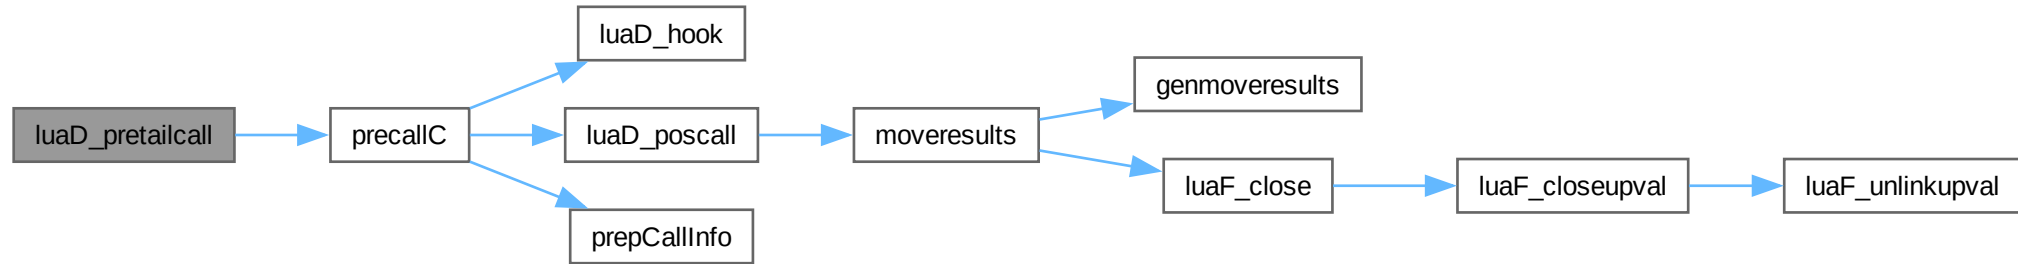 luaD_pretailcall
precallC
luaD_hook
luaD_poscall
prepCallInfo
moveresults
genmoveresults
luaF_close
luaF_closeupval
luaF_unlinkupval